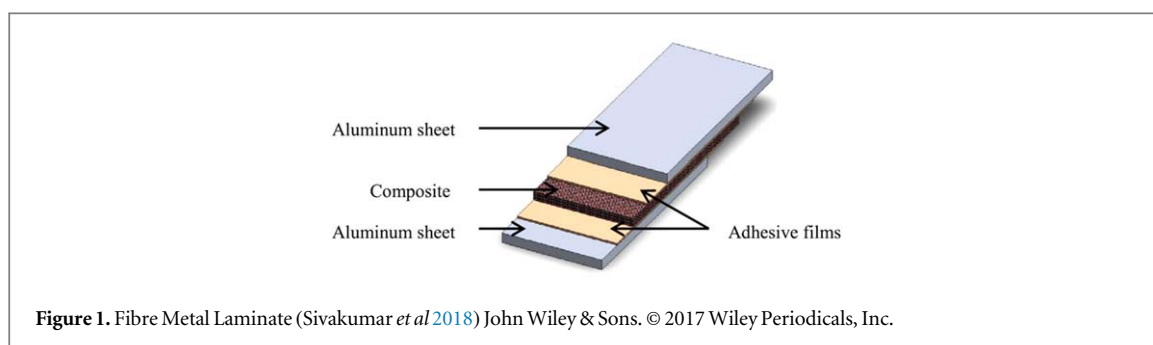 Aluminum sheet
Composite
Aluminum sheet
Adhesive films
Figure 1. Fibre Metal Laminate (Sivakumar et al 2018) John Wiley & Sons. © 2017 Wiley Periodicals, Inc.